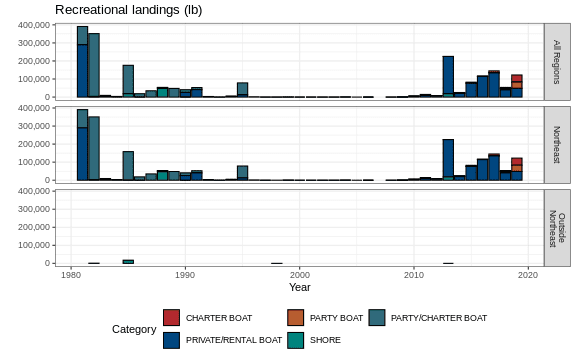 Recreational landings (lb)
400,000
300,000
200,000
100,000
0
All Regions
400,000
300,000
200,000
100,000
0
Northeast
400,000
300,000
200,000
100,000
0
Outside
Northeast
1980 1990 2000 2010 2020
Year
Category
CHARTER BOAT PARTY BOAT PARTY/CHARTER BOAT
PRIVATE/RENTAL BOAT SHORE